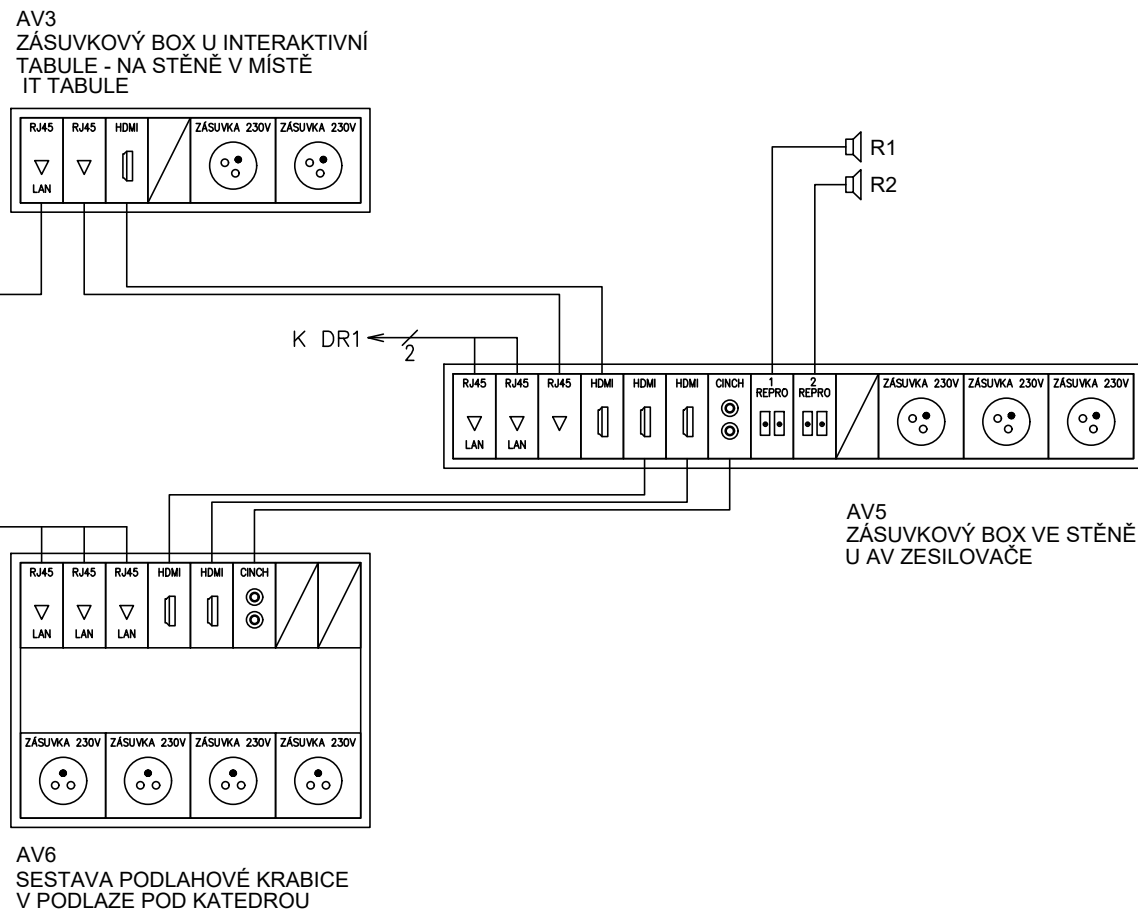 AV3
ZÁSUVKOVÝ BOX U INTERAKTIVNÍ
TABULE - NA STĚNĚ V MÍSTĚ
IT TABULE
RJ45 RJ45 HDMI ZÁSUVKA 230V ZÁSUVKA 230V
LAN
R1
R2
K DR1
2
RJ45 RJ45 RJ45 HDMI HDMI HDMI CINCH 1 REPRO 2 REPRO ZÁSUVKA 230V ZÁSUVKA 230V ZÁSUVKA 230V
LAN LAN
AV5
ZÁSUVKOVÝ BOX VE STĚNĚ
U AV ZESILOVAČE
RJ45 RJ45 RJ45 HDMI HDMI CINCH
LAN LAN LAN
ZÁSUVKA 230V ZÁSUVKA 230V ZÁSUVKA 230V ZÁSUVKA 230V
AV6
SESTAVA PODLAHOVÉ KRABICE
V PODLAZE POD KATEDROU